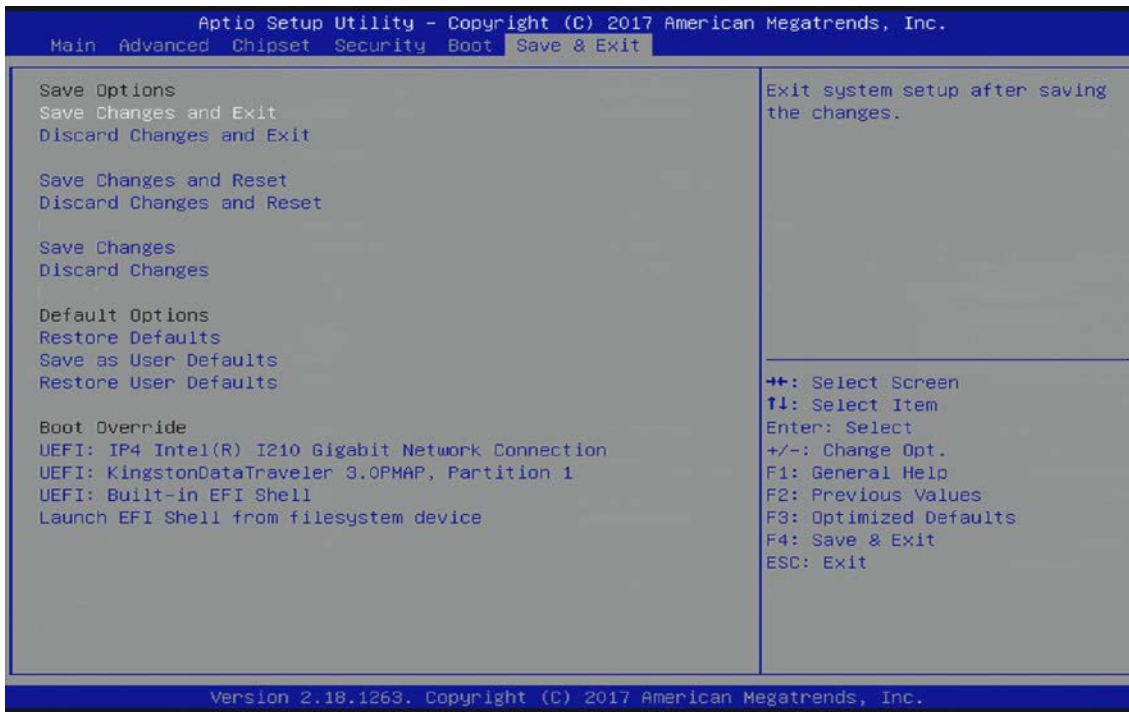 Aptio Setup Utility – Copyright (C) 2017 American Megatrends, Inc.
Main Advanced Chipset Security Boot Save & Exit
Save Options
Save Changes and Exit
Discard Changes and Exit
Save Changes and Reset
Discard Changes and Reset
Save Changes
Discard Changes
Default Options
Restore Defaults
Save as User Defaults
Restore User Defaults
Boot Override
UEFI: IP4 Intel(R) I210 Gigabit Network Connection
UEFI: KingstonDataTraveler 3.0PMAP, Partition 1
UEFI: Built-in EFI Shell
Launch EFI Shell from filesystem device
Exit system setup after saving
the changes.
→←: Select Screen
↑↓: Select Item
Enter: Select
+/-: Change Opt.
F1: General Help
F2: Previous Values
F3: Optimized Defaults
F4: Save & Exit
ESC: Exit
Version 2.18.1263. Copyright (C) 2017 American Megatrends, Inc.